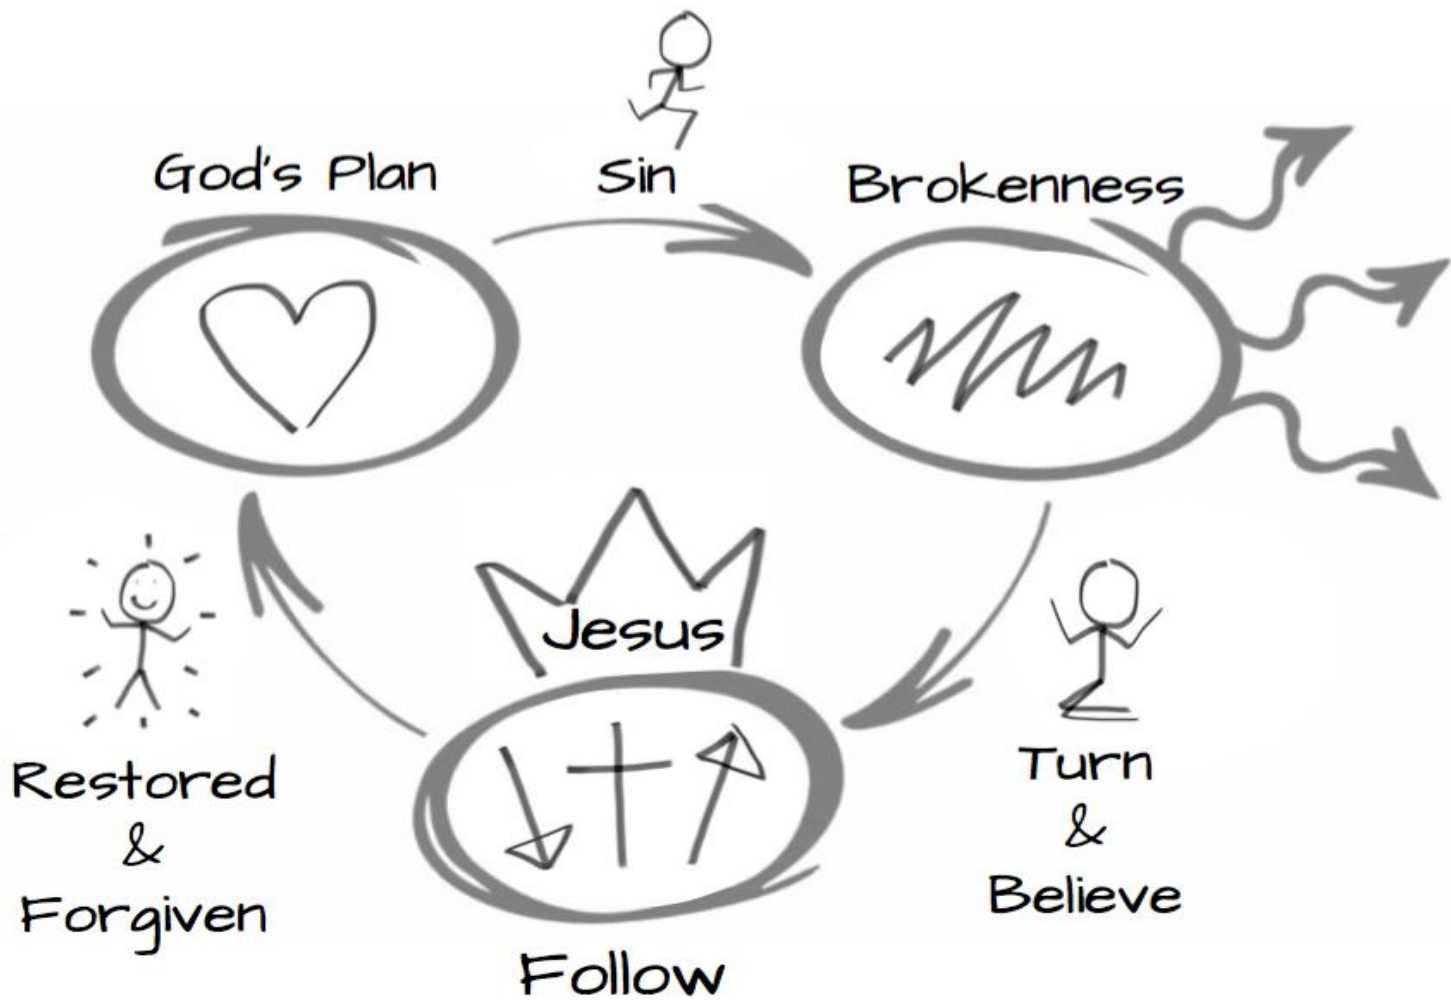 God's Plan
Sin
Brokenness
Jesus
Turn
&
Believe
Restored
&
Forgiven
Follow